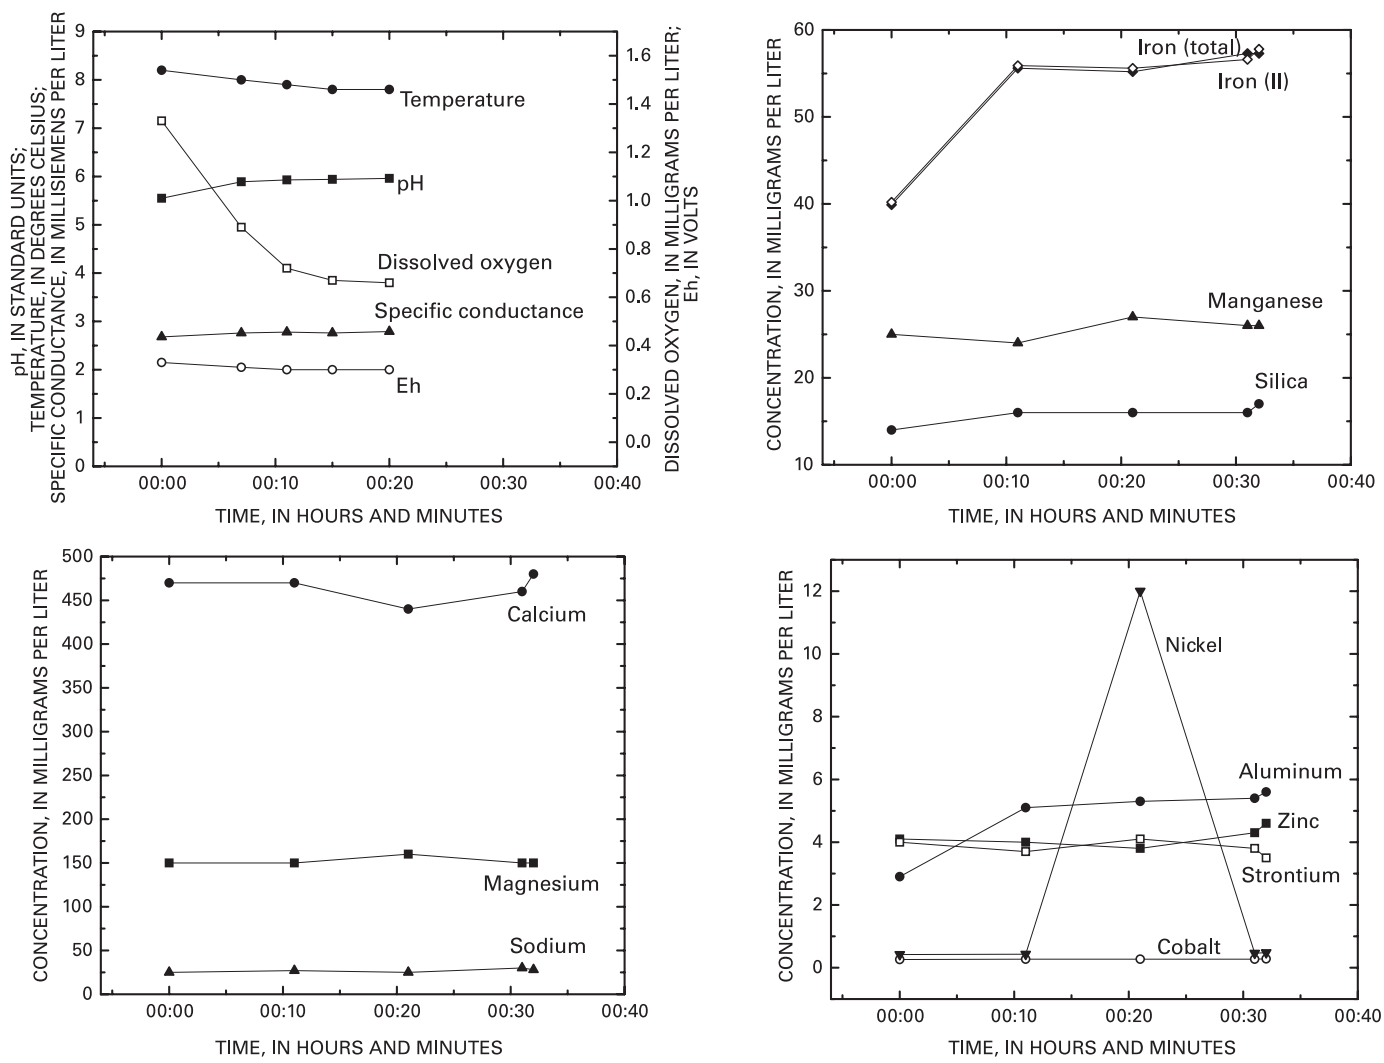 pH, IN STANDARD UNITS;
TEMPERATURE, IN DEGREES CELSIUS;
SPECIFIC CONDUCTANCE, IN MILLISIEMENS PER LITER
9
8
7
6
5
4
3
2
1
0
Temperature
pH
Dissolved oxygen
Specific conductance
Eh
1.6
1.4
1.2
1.0
0.8
0.6
0.4
0.2
0.0
DISSOLVED OXYGEN, IN MILLIGRAMS PER LITER;
Eh, IN VOLTS
00:00 00:10 00:20 00:30 00:40
TIME, IN HOURS AND MINUTES
CONCENTRATION, IN MILLIGRAMS PER LITER
60
50
40
30
20
10
Iron (total)
Iron (II)
Manganese
Silica
00:00 00:10 00:20 00:30 00:40
TIME, IN HOURS AND MINUTES
CONCENTRATION, IN MILLIGRAMS PER LITER
500
450
400
350
300
250
200
150
100
50
0
Calcium
Magnesium
Sodium
00:00 00:10 00:20 00:30 00:40
TIME, IN HOURS AND MINUTES
CONCENTRATION, IN MILLIGRAMS PER LITER
12
10
8
6
4
2
0
Nickel
Aluminum
Zinc
Strontium
Cobalt
00:00 00:10 00:20 00:30 00:40
TIME, IN HOURS AND MINUTES